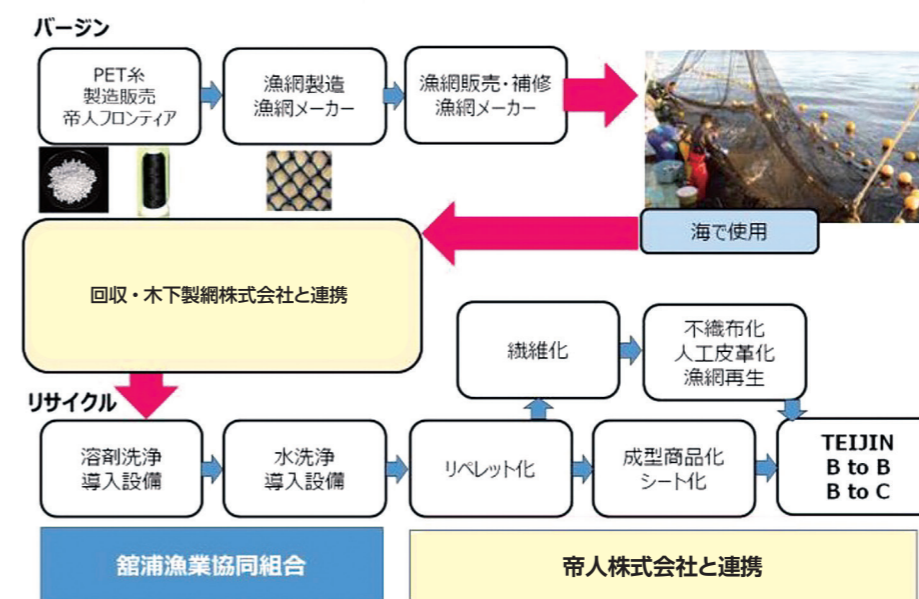 バージン
PET糸
製造販売
帝人フロンティア
漁網製造
漁網メーカー
漁網販売・補修
漁網メーカー
海で使用
回収・木下製網株式会社と連携
繊維化
不織布化
人工皮革化
漁網再生
リサイクル
溶剤洗浄
導入設備
水洗浄
導入設備
リペレット化
成型商品化
シート化
TEIJIN
B to B
B to C
舘浦漁業協同組合
帝人株式会社と連携